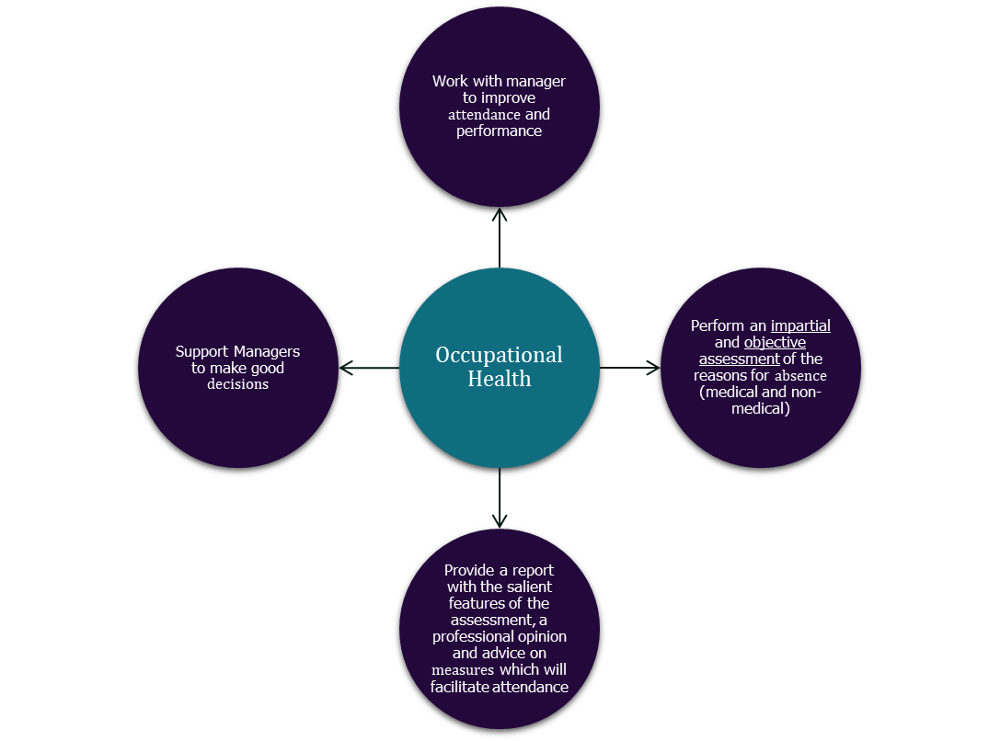 Work with manager
to improve
attendance and
performance
Support Managers
to make good
decisions
Occupational
Health
Perform an impartial
and objective
assessment of the
reasons for absence
(medical and non-
medical)
Provide a report
with the salient
features of the
assessment, a
professional opinion
and advice on
measures which will
facilitate attendance